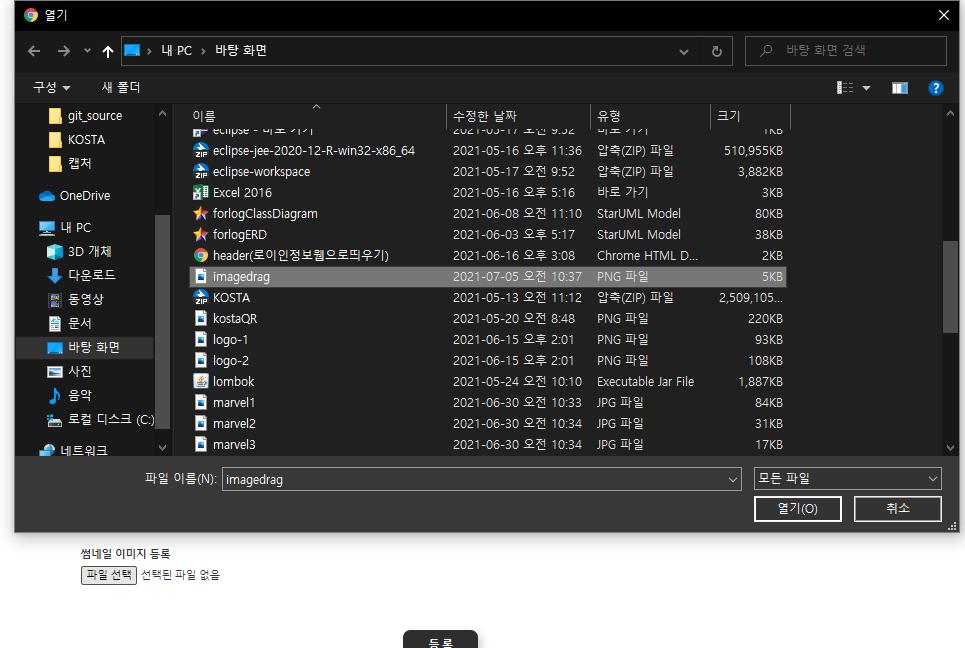 열기
내 PC > 바탕 화면
바탕 화면 검색
구성
새 폴더
git_source
KOSTA
캡처
OneDrive
내 PC
3D 개체
다운로드
동영상
문서
바탕 화면
사진
음악
로컬 디스크 (C:)
네트워크
이름 수정한 날짜 유형 크기
eclipse - 바로 가기 2021-05-17 오전 9:52 바로 가기 1KB
eclipse-jee-2020-12-R-win32-x86_64 2021-05-16 오후 11:36 압축(ZIP) 파일 510,955KB
eclipse-workspace 2021-05-17 오전 9:52 압축(ZIP) 파일 3,882KB
Excel 2016 2021-05-16 오후 5:16 바로 가기 3KB
forlogClassDiagram 2021-06-08 오전 11:10 StarUML Model 80KB
forlogERD 2021-06-03 오후 5:17 StarUML Model 38KB
header(로이인정보웹으로띄우기) 2021-06-16 오후 3:08 Chrome HTML D... 2KB
imagedrag 2021-07-05 오전 10:37 PNG 파일 5KB
KOSTA 2021-05-13 오전 11:12 압축(ZIP) 파일 2,509,105...
kostaQR 2021-05-20 오전 8:48 PNG 파일 220KB
logo-1 2021-06-15 오후 2:01 PNG 파일 93KB
logo-2 2021-06-15 오후 2:01 PNG 파일 108KB
lombok 2021-05-24 오전 10:10 Executable Jar File 1,887KB
marvel1 2021-06-30 오전 10:33 JPG 파일 84KB
marvel2 2021-06-30 오전 10:34 JPG 파일 31KB
marvel3 2021-06-30 오전 10:34 JPG 파일 17KB
파일 이름(N): imagedrag
모든 파일
열기(O)
취소
썸네일 이미지 등록
파일 선택 선택된 파일 없음
등록